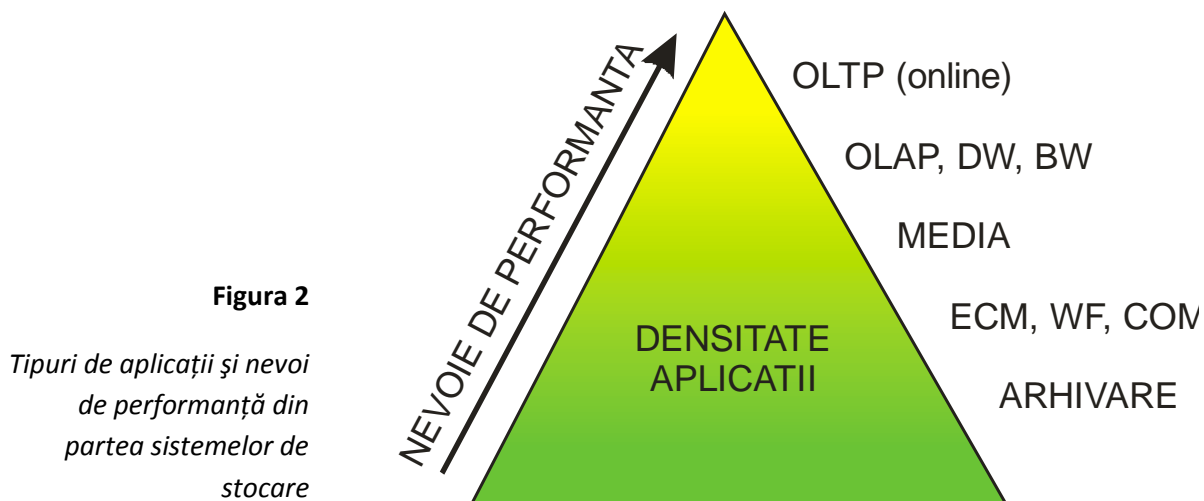 OLTP (online)
OLAP, DW, BW
MEDIA
ECM, WF, COM
ARHIVARE
NEVOIE DE PERFORMANTA
DENSITATE
APLICATII
Figura 2
Tipuri de aplicații şi nevoi
de performanță din
partea sistemelor de
stocare